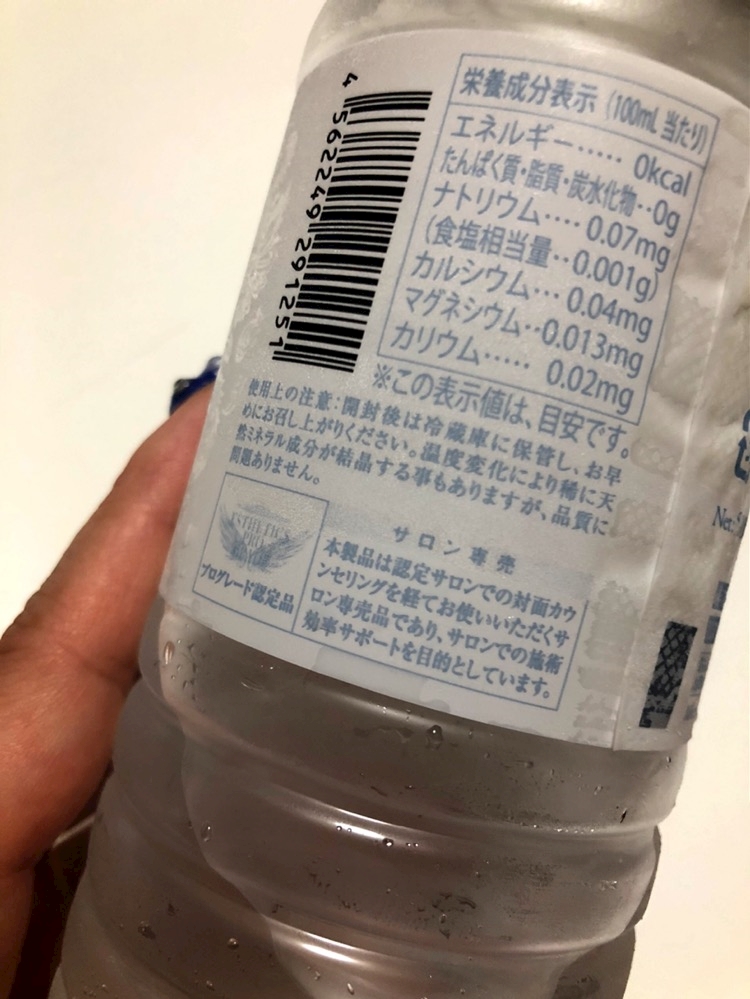 栄養成分表示（100mL 当たり）
エネルギー…… 0kcal
たんぱく質・脂質・炭水化物‥0g
ナトリウム…‥ 0.07mg
（食塩相当量‥0.001g）
カルシウム… 0.04mg
マグネシウム‥0.013mg
カリウム…… 0.02mg
※この表示値は、目安です。
4 562249 291251
使用上の注意：開封後は冷蔵庫に保管し、お早
めにお召し上がりください。温度変化により稀に天
然ミネラル成分が結晶する事もありますが、品質に
問題ありません。
プログレード認定品
サロン専売
本製品は認定サロンでの対面カウ
ンセリングを経てお使いいただくサ
ロン専売品であり、サロンでの施術
効率サポートを目的としています。